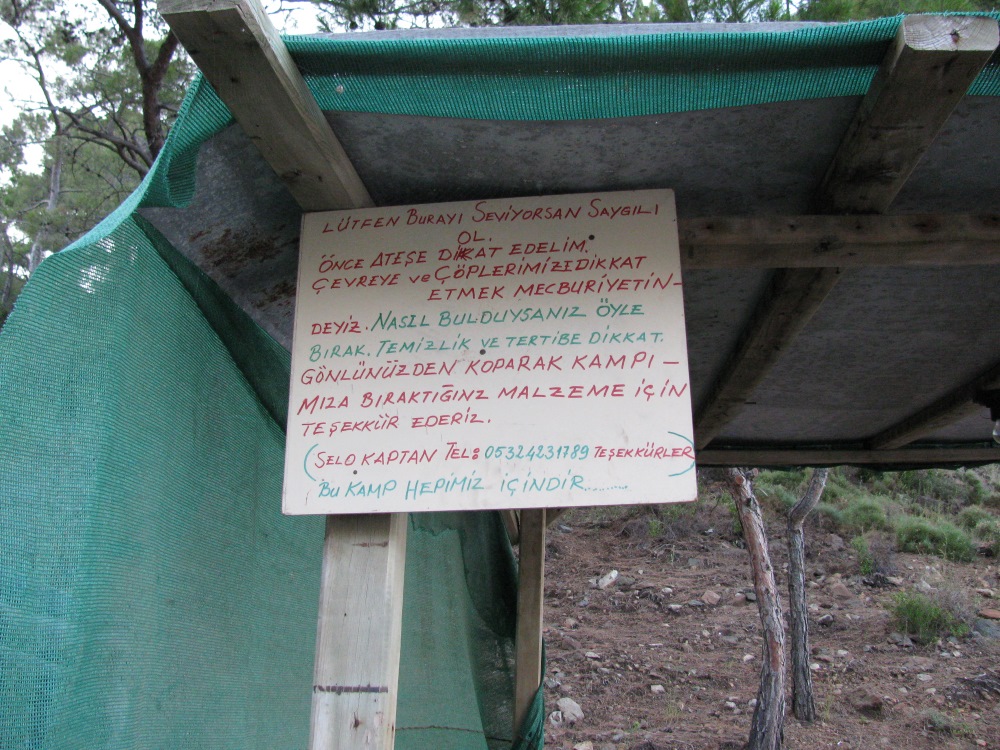 LÜTFEN BURAYI SEVİYORSAN SAYGILI
OL.
ÖNCE ATEŞE DİKAT EDELİM.
ÇEVREYE ve ÇÖPLERİMİZE DİKKAT
ETMEK MECBURİYETİN-
DEYİZ. NASIL BULDUYSANIZ ÖYLE
BIRAK. TEMİZLİK VE TERTİBE DİKKAT.
GÖNLÜNÜZDEN KOPARAK KAMPI-
MIZA BIRAKTIĞINZ MALZEME İÇİN
TEŞEKKÜR EDERİZ.
(SELO KAPTAN TEL: 05324231789 TEŞEKKÜRLER)
BU KAMP HEPİMİZ İÇİNDİR..........